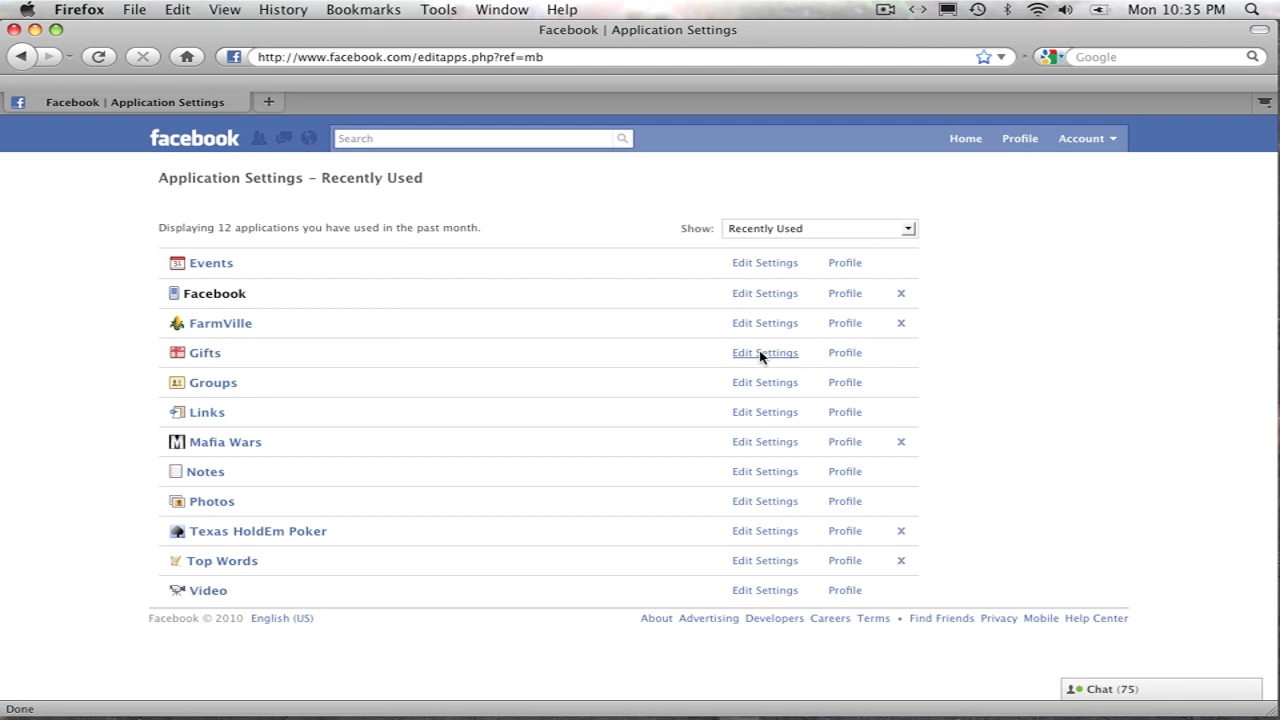 Firefox File Edit View History Bookmarks Tools Window Help Mon 10:35 PM
Facebook | Application Settings
http://www.facebook.com/editapps.php?ref=mb Google
Facebook | Application Settings
facebook Search Home Profile Account
Application Settings – Recently Used
Displaying 12 applications you have used in the past month. Show: Recently Used
31 Events Edit Settings Profile
Facebook Edit Settings Profile x
FarmVille Edit Settings Profile x
Gifts Edit Settings Profile
Groups Edit Settings Profile
Links Edit Settings Profile
Mafia Wars Edit Settings Profile x
Notes Edit Settings Profile
Photos Edit Settings Profile
Texas HoldEm Poker Edit Settings Profile x
Top Words Edit Settings Profile x
Video Edit Settings Profile
Facebook © 2010 English (US) About Advertising Developers Careers Terms • Find Friends Privacy Mobile Help Center
Chat (75)
Done